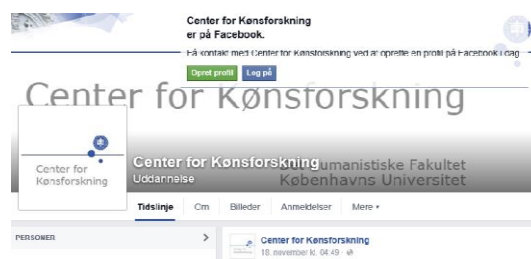 Center for Kønsforskning
er på Facebook.
Få kontakt med Center for Kønsforskning ved at oprette en profil på Facebook i dag
Opret profil
Log på
Center for Kønsforskning
Center for
Kønsforskning
Center for Kønsforskning
Uddannelse
Humanistiske Fakultet
Københavns Universitet
Tidslinje
Om
Billeder
Anmeldelser
Mere
PERSONER
Center for Kønsforskning
18. november kl. 04:49